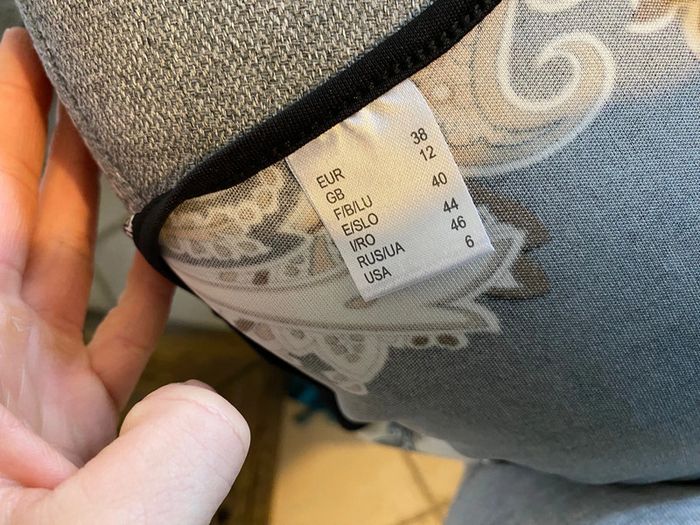 EUR 38
GB 12
F/B/LU 40
E/SLO
I/RO 44
RUS/UA 46
USA 6